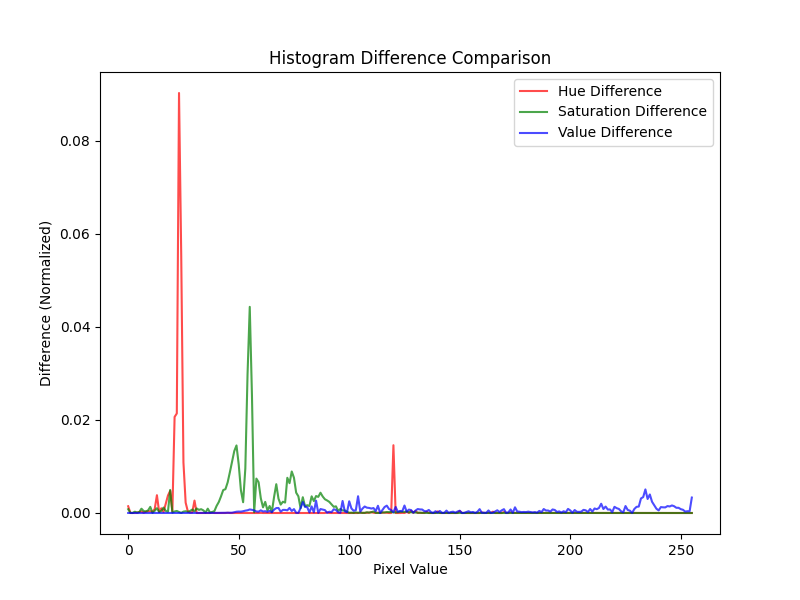 Histogram Difference Comparison
Hue Difference
Saturation Difference
Value Difference
Difference (Normalized)
0.08
0.06
0.04
0.02
0.00
0 50 100 150 200 250
Pixel Value